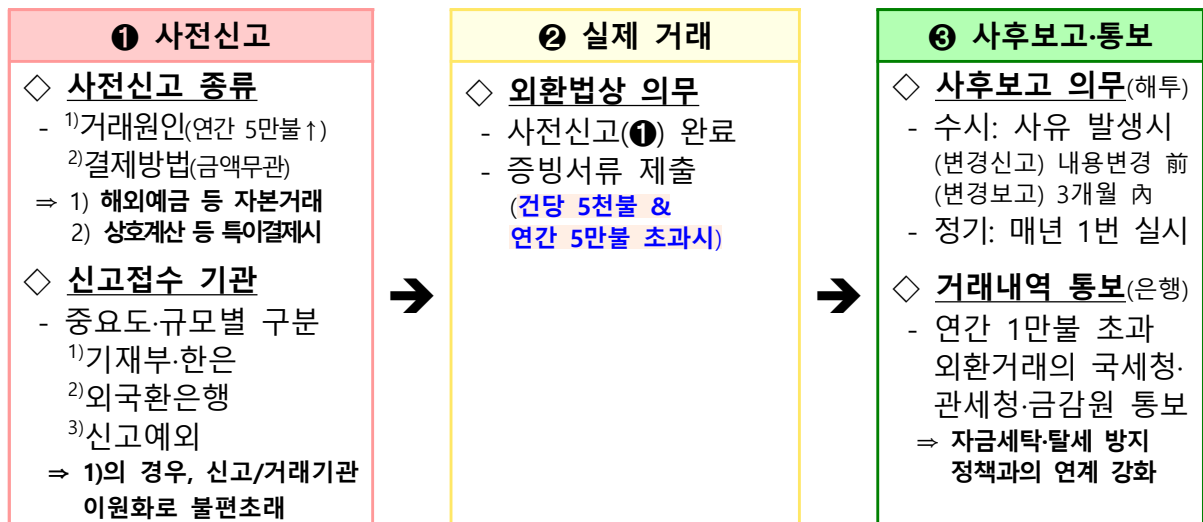 ❶ 사전신고
◇ 사전신고 종류
- 1)거래원인(연간 5만불↑)
2)결제방법(금액무관)
⇒ 1) 해외예금 등 자본거래
2) 상호계산 등 특이결제시
◇ 신고접수 기관
- 중요도·규모별 구분
1)기재부·한은
2)외국환은행
3)신고예외
⇒ 1)의 경우, 신고/거래기관
이원화로 불편초래
➔
❷ 실제 거래
◇ 외환법상 의무
- 사전신고(❶) 완료
- 증빙서류 제출
(건당 5천불 &
연간 5만불 초과시)
➔
❸ 사후보고·통보
◇ 사후보고 의무(해투)
- 수시: 사유 발생시
(변경신고) 내용변경 前
(변경보고) 3개월 內
- 정기: 매년 1번 실시
◇ 거래내역 통보(은행)
- 연간 1만불 초과
외환거래의 국세청·
관세청·금감원 통보
⇒ 자금세탁·탈세 방지
정책과의 연계 강화